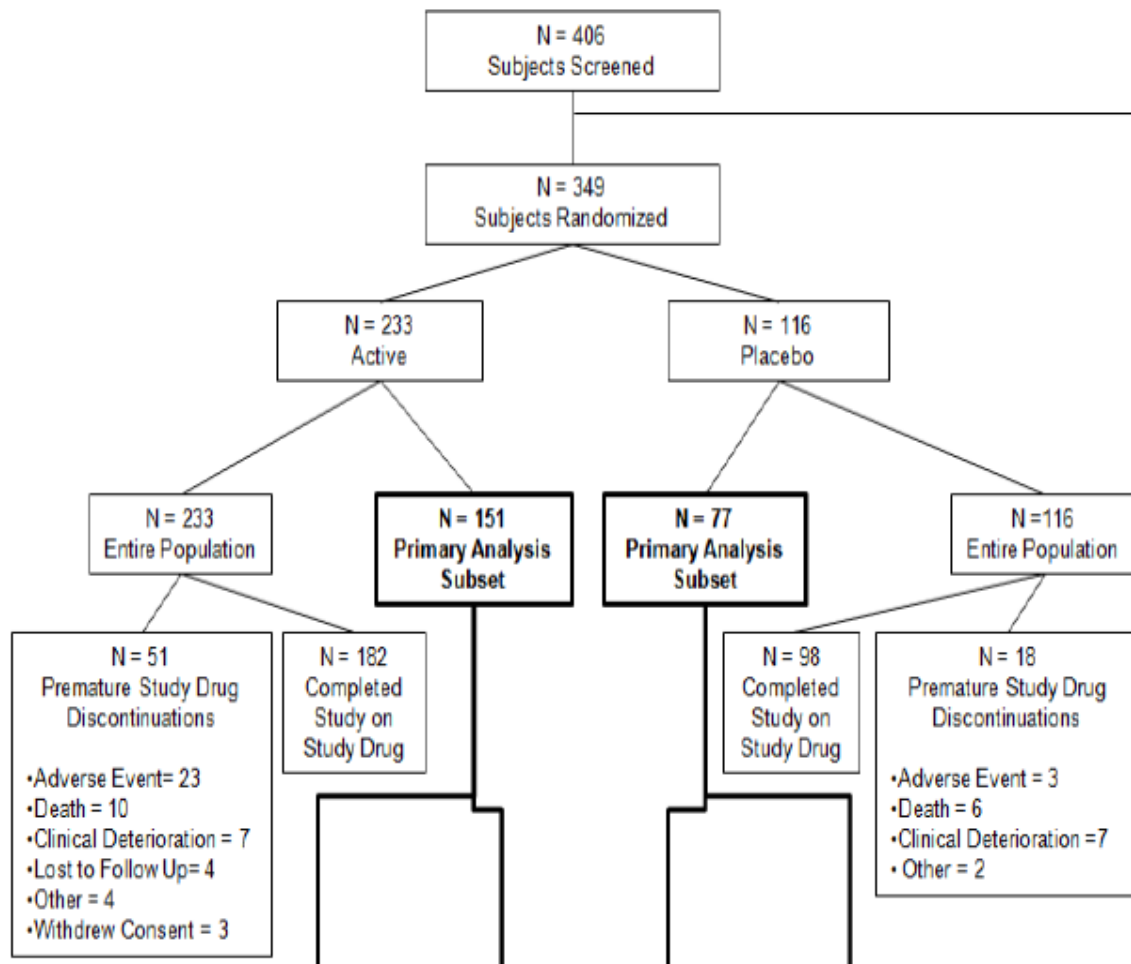 N = 406
Subjects Screened
N = 349
Subjects Randomized
N = 233
Active
N = 116
Placebo
N = 233
Entire Population
N = 151
Primary Analysis
Subset
N = 77
Primary Analysis
Subset
N =116
Entire Population
N = 51
Premature Study Drug
Discontinuations
•Adverse Event= 23
•Death = 10
•Clinical Deterioration = 7
•Lost to Follow Up= 4
•Other = 4
•Withdrew Consent = 3
N = 182
Completed
Study on
Study Drug
N = 98
Completed
Study on
Study Drug
N = 18
Premature Study Drug
Discontinuations
•Adverse Event = 3
•Death = 6
•Clinical Deterioration =7
• Other = 2